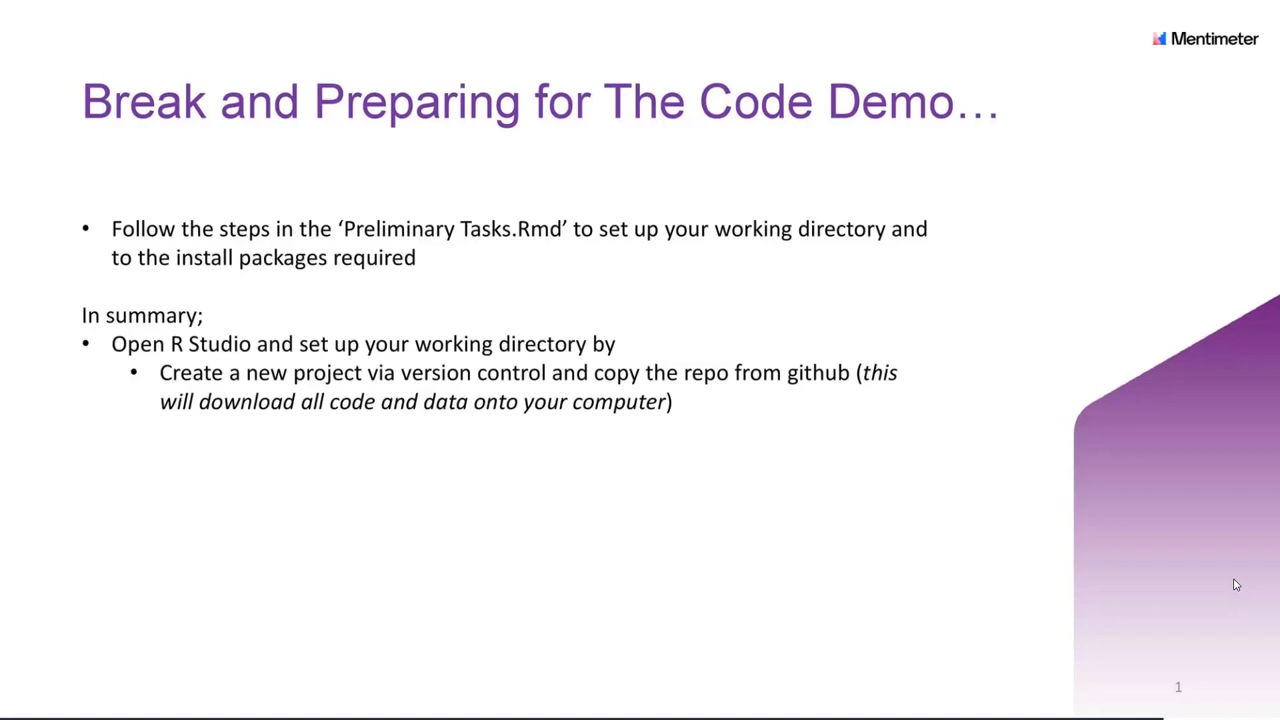 Mentimeter
Break and Preparing for The Code Demo…
• Follow the steps in the ‘Preliminary Tasks.Rmd’ to set up your working directory and
to the install packages required
In summary;
• Open R Studio and set up your working directory by
• Create a new project via version control and copy the repo from github (this
will download all code and data onto your computer)
1